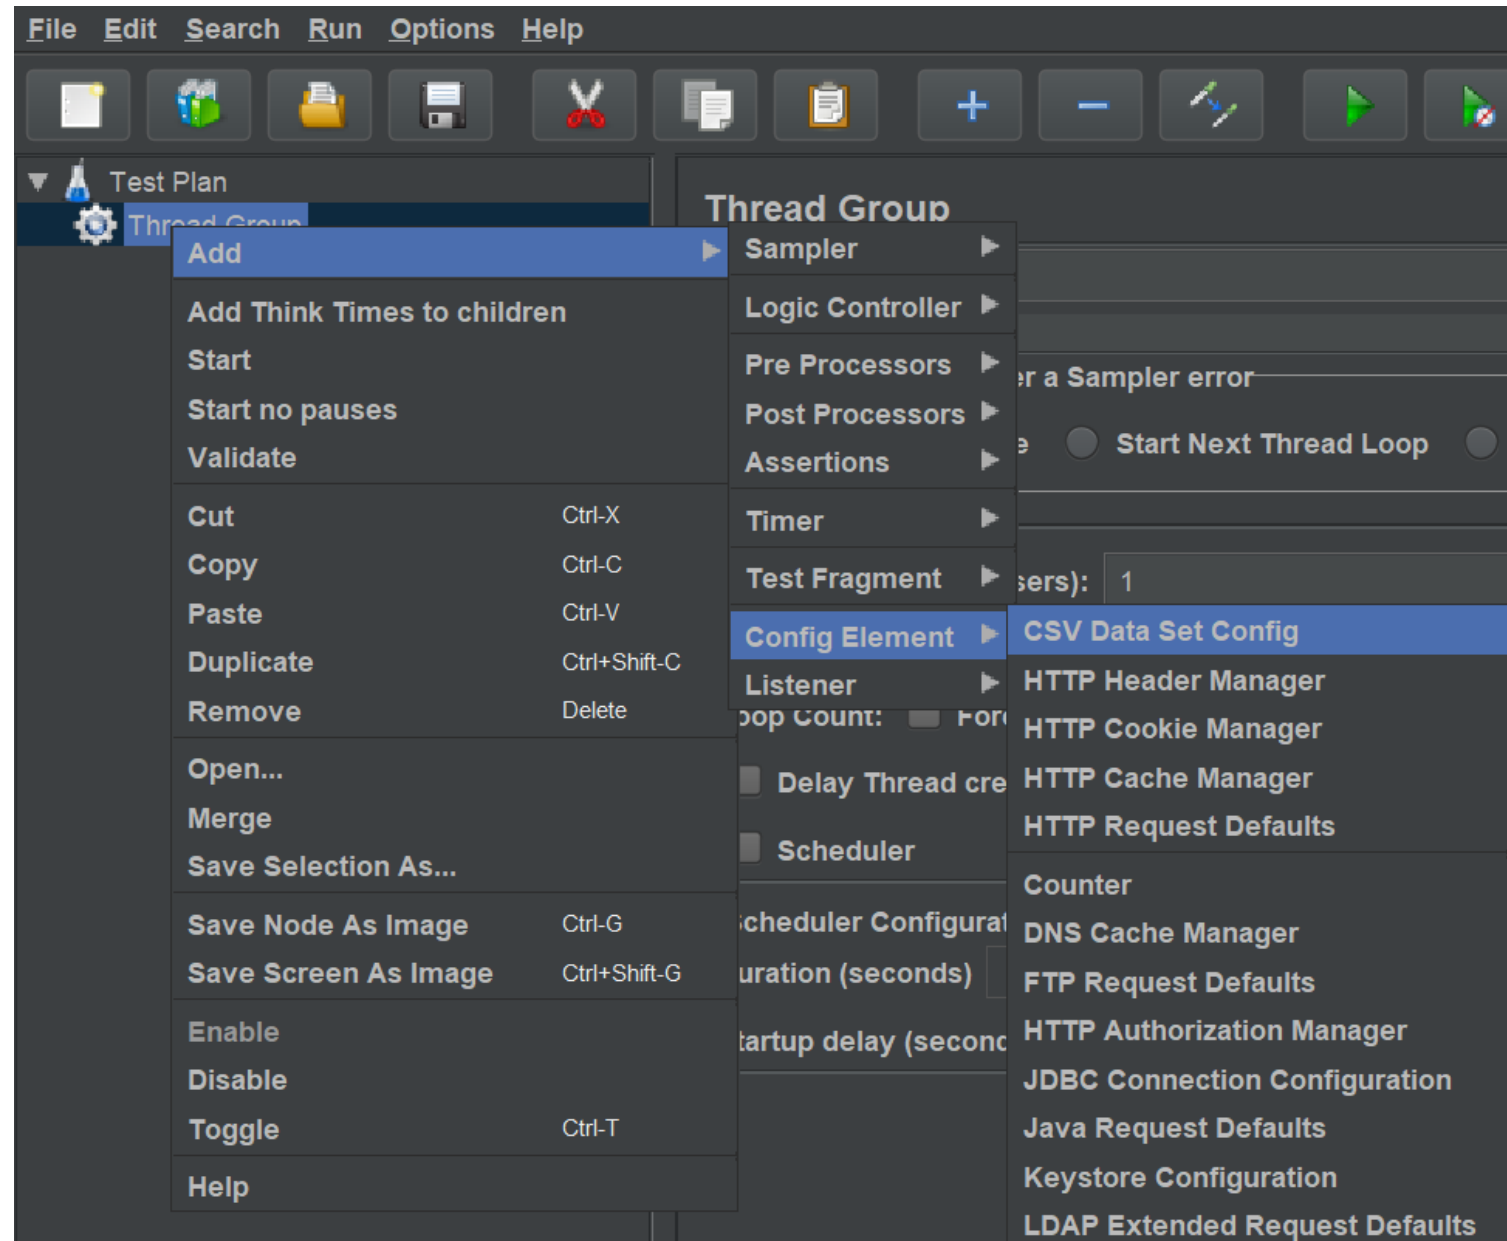 File Edit Search Run Options Help
Test Plan
Thread Group
Thread Group
Add
Add Think Times to children
Start
Start no pauses
Validate
Cut Ctrl-X
Copy Ctrl-C
Paste Ctrl-V
Duplicate Ctrl+Shift-C
Remove Delete
Open...
Merge
Save Selection As...
Save Node As Image Ctrl-G
Save Screen As Image Ctrl+Shift-G
Enable
Disable
Toggle Ctrl-T
Help
Sampler
Logic Controller
Pre Processors
Post Processors
Assertions
Timer
Test Fragment
Config Element
Listener
CSV Data Set Config
HTTP Header Manager
HTTP Cookie Manager
HTTP Cache Manager
HTTP Request Defaults
Counter
DNS Cache Manager
FTP Request Defaults
HTTP Authorization Manager
JDBC Connection Configuration
Java Request Defaults
Keystore Configuration
LDAP Extended Request Defaults
er a Sampler error
e Start Next Thread Loop
sers): 1
oop Count: Fore
Delay Thread cre
Scheduler
cheduler Configurat
uration (seconds)
tartup delay (secon